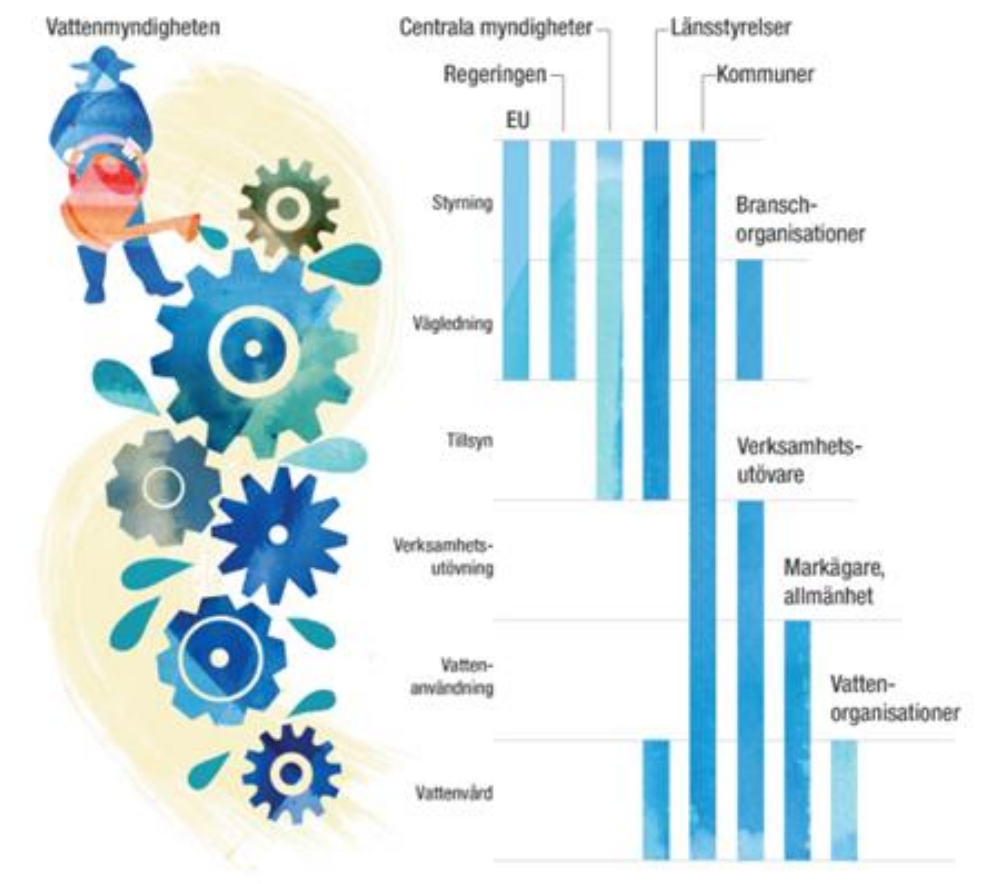 Vattenmyndigheten
Centrala myndigheter
Länsstyrelser
Regeringen
Kommuner
EU
Styrning
Bransch-
organisationer
Vägledning
Tillsyn
Verksamhets-
utövare
Verksamhets-
utövning
Markägare,
allmänhet
Vatten-
användning
Vatten-
organisationer
Vattenvård